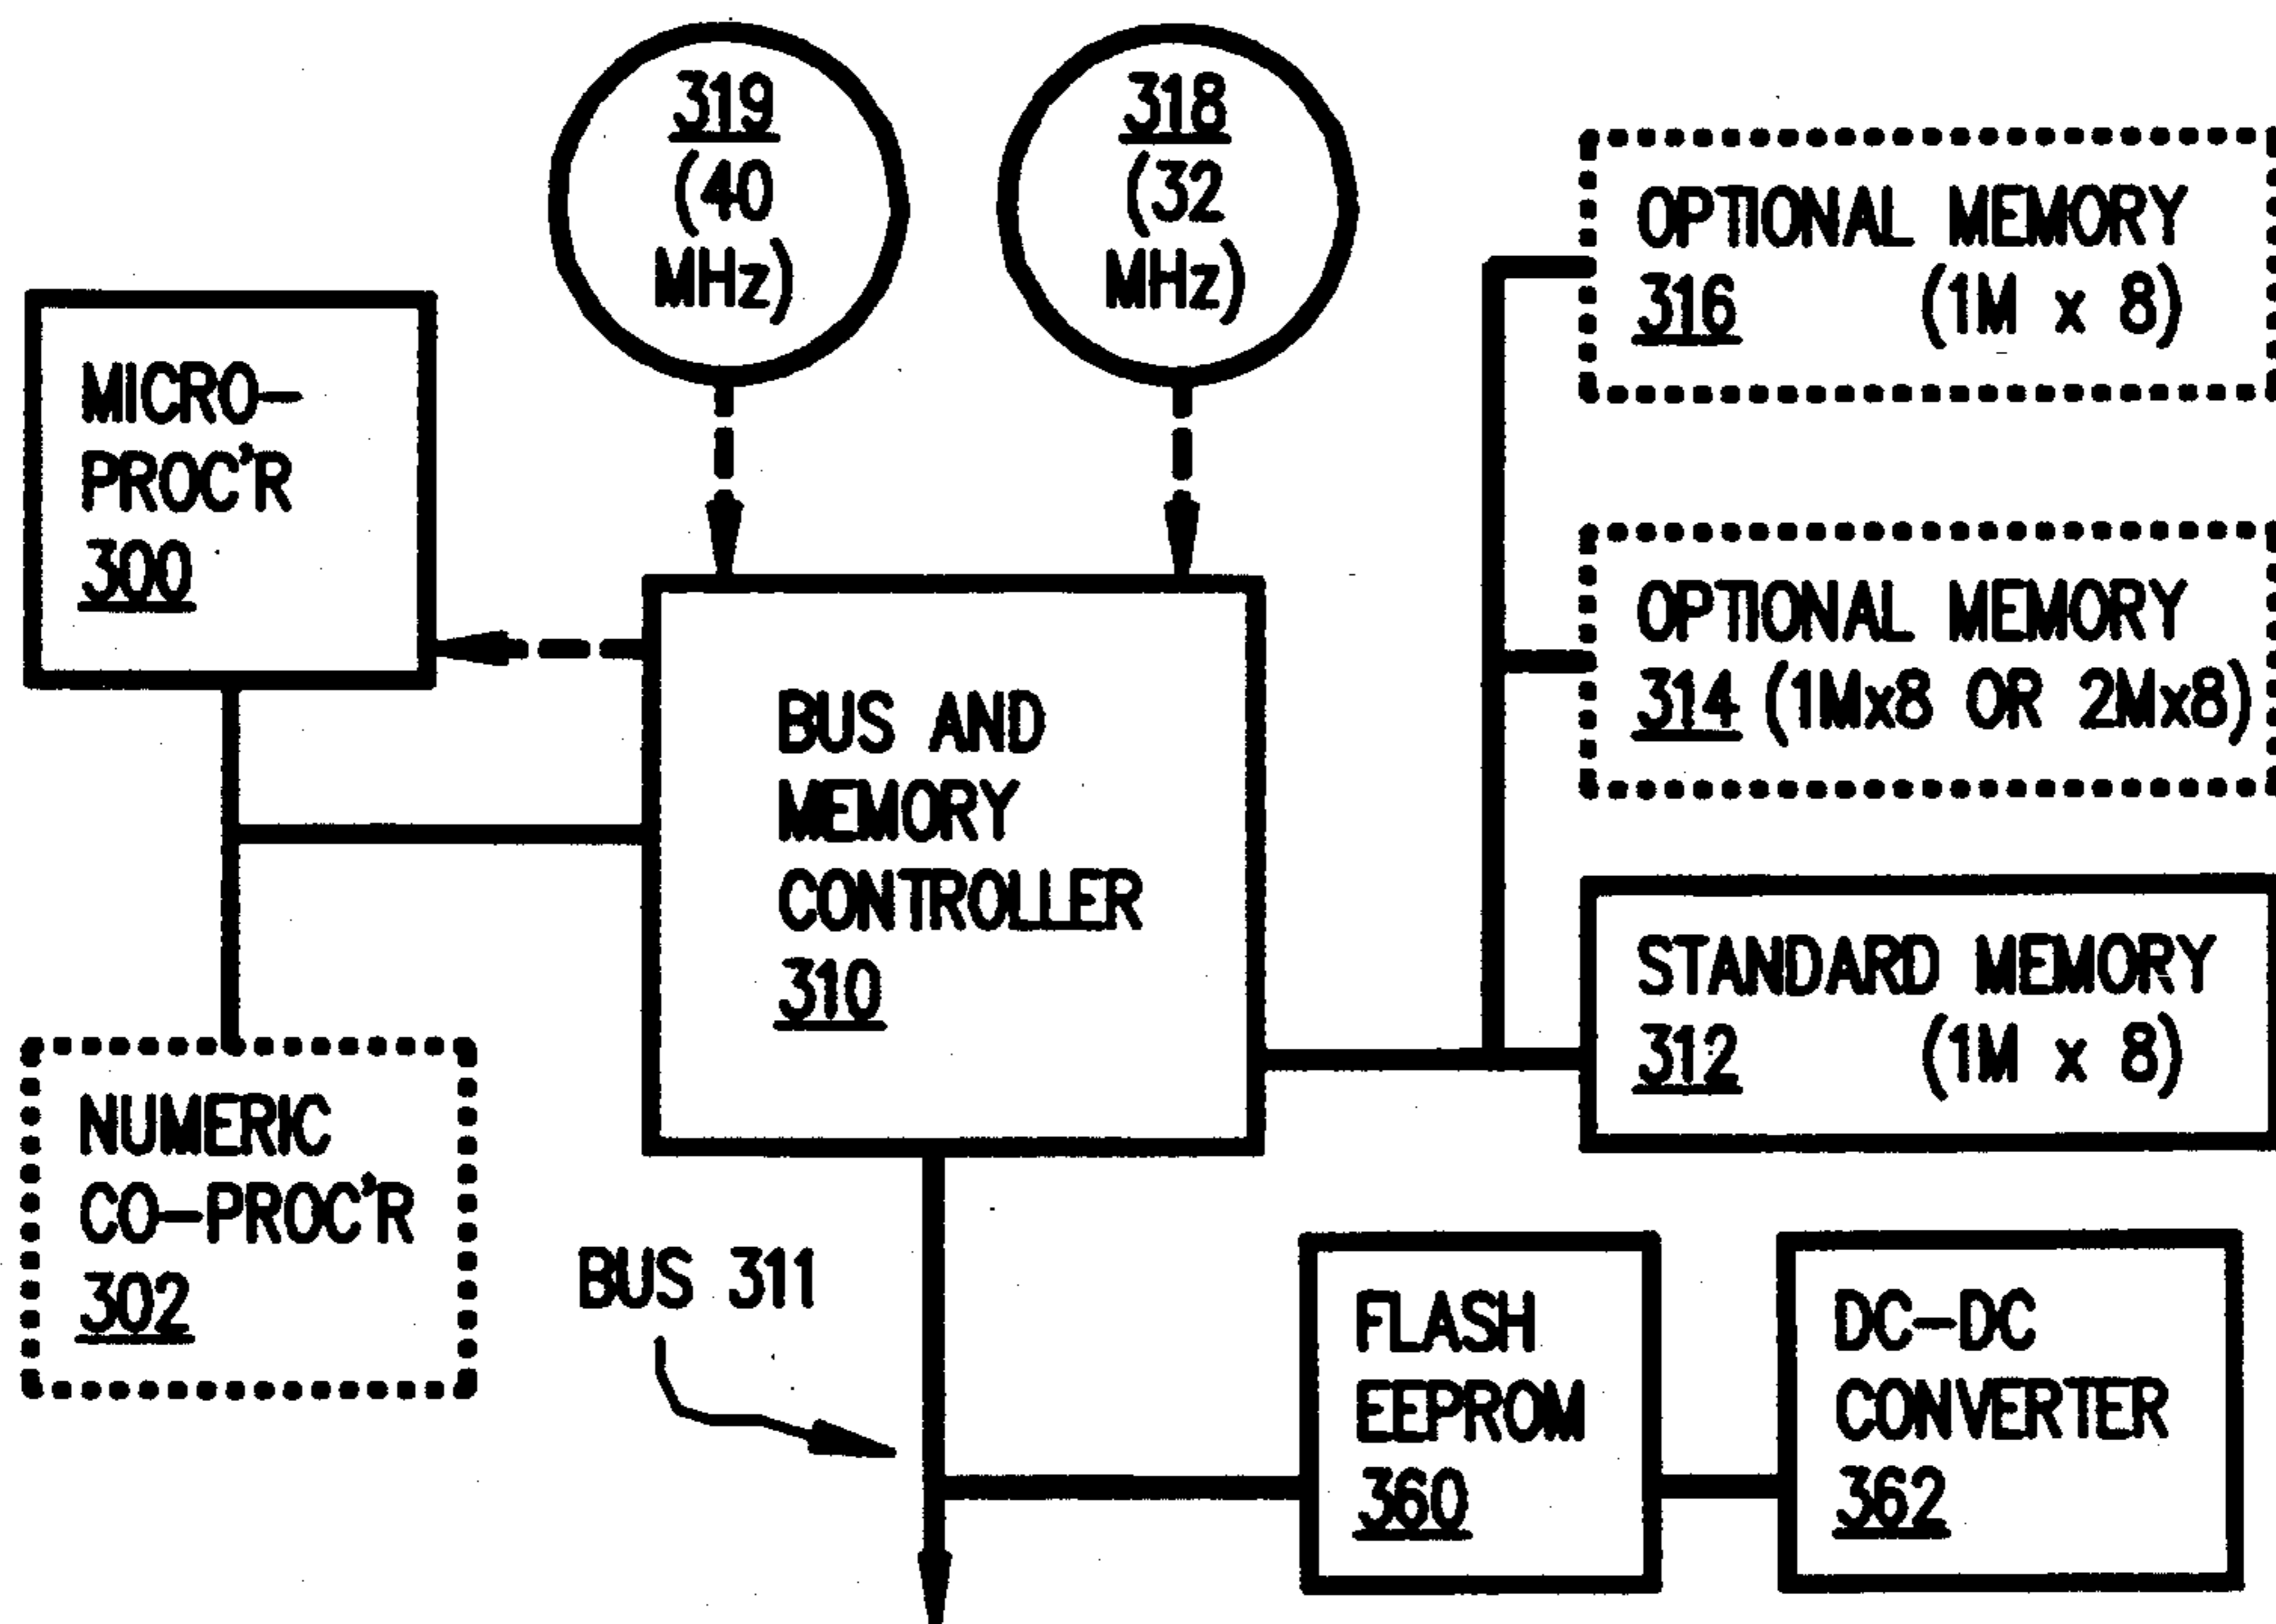 319
(40
MHz)
318
(32
MHz)
OPTIONAL MEMORY
316 (1M x 8)
MICRO-
PROC'R
300
OPTIONAL MEMORY
314 (1Mx8 OR 2Mx8)
BUS AND
MEMORY
CONTROLLER
310
STANDARD MEMORY
312 (1M x 8)
NUMERIC
CO-PROC'R
302
BUS 311
FLASH
EEPROM
360
DC-DC
CONVERTER
362